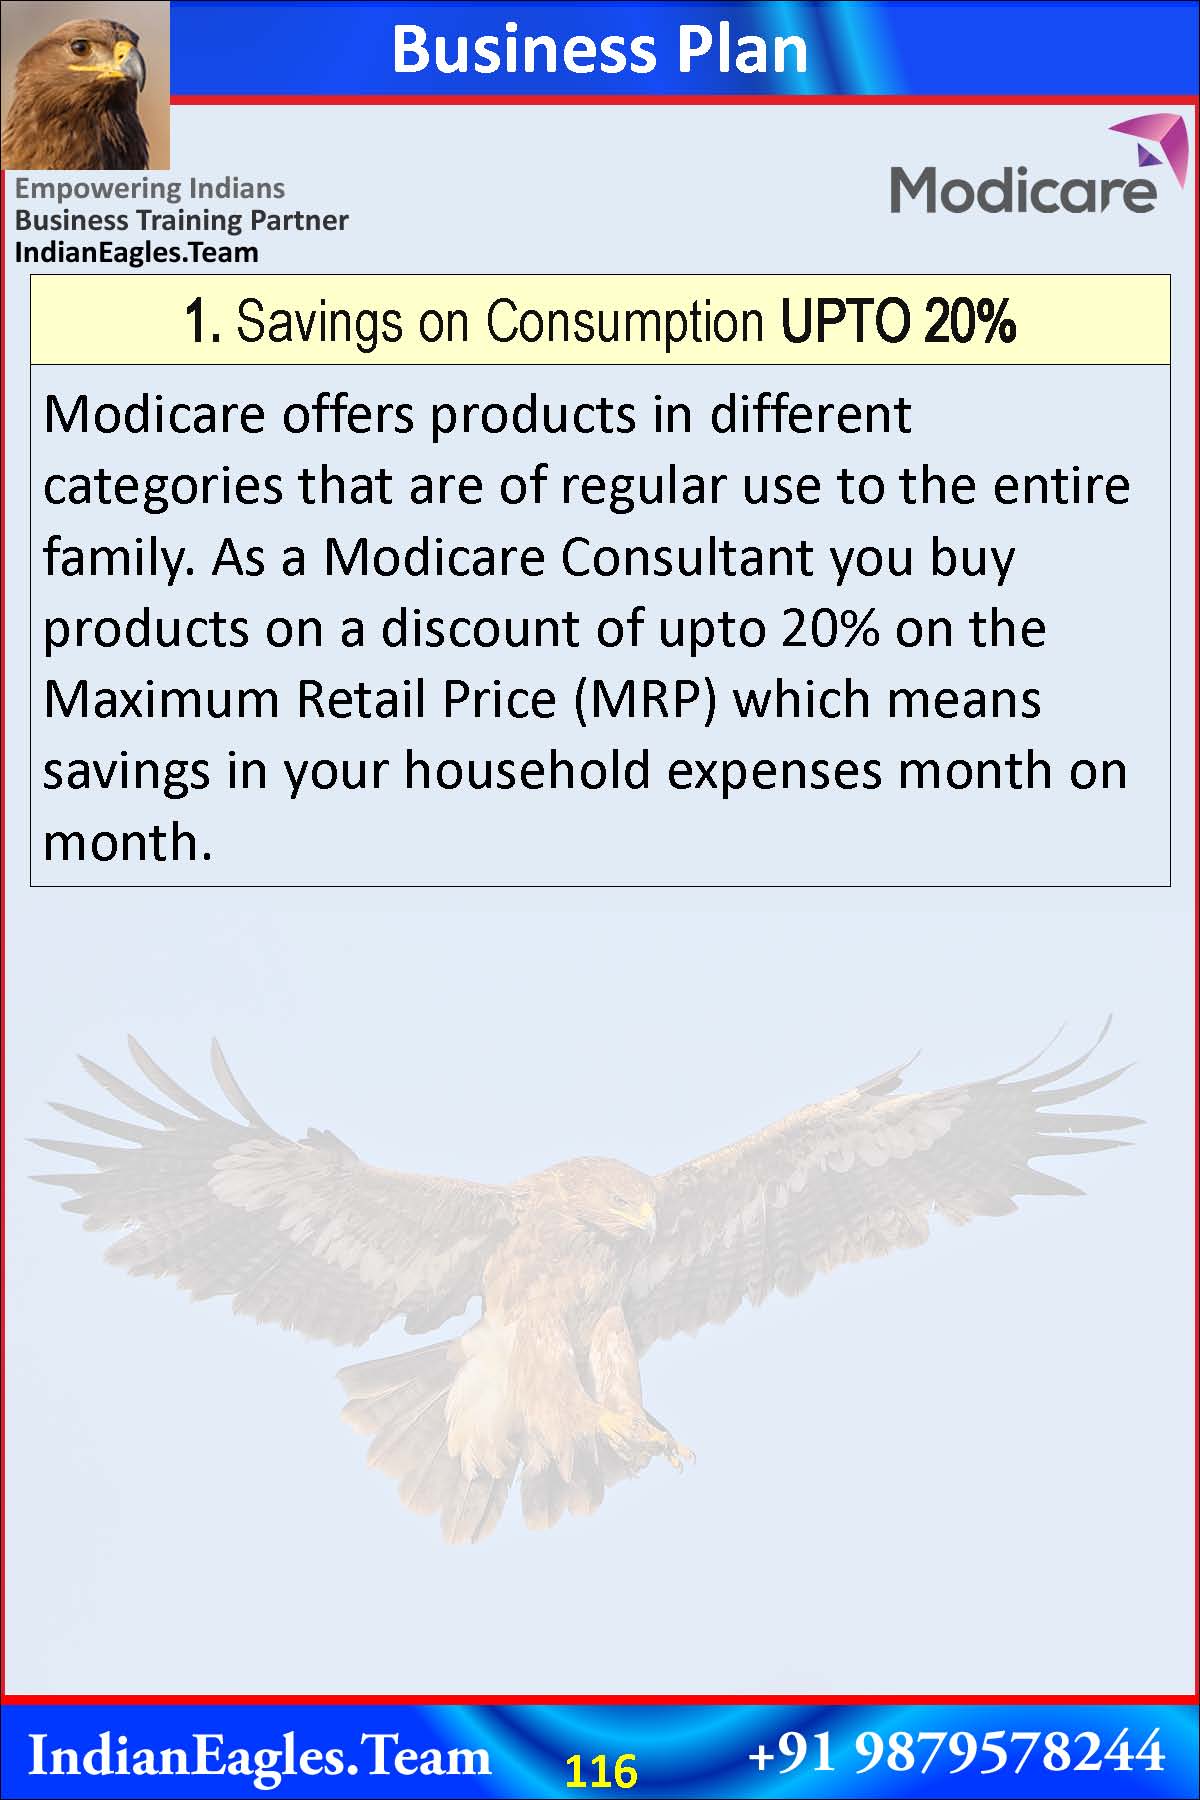 Business Plan
Modicare
Empowering Indians
Business Training Partner
IndianEagles.Team
1. Savings on Consumption UPTO 20%
Modicare offers products in different
categories that are of regular use to the entire
family. As a Modicare Consultant you buy
products on a discount of upto 20% on the
Maximum Retail Price (MRP) which means
savings in your household expenses month on
month.
IndianEagles.Team
116
+91 9879578244